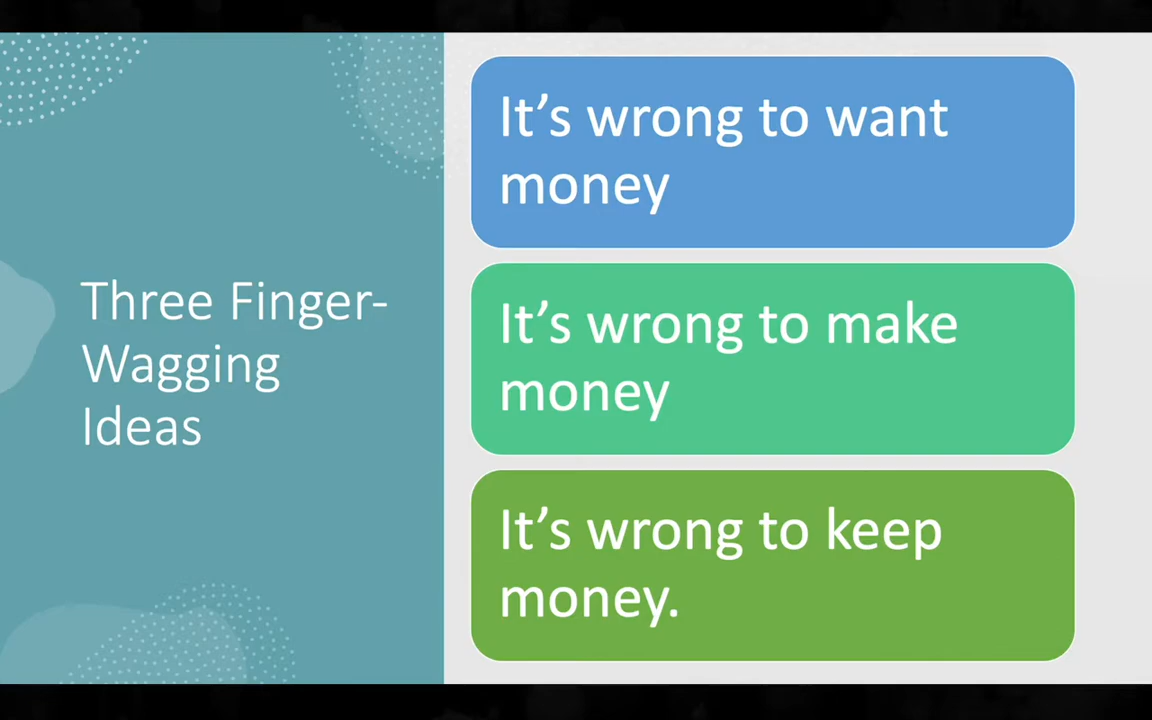 Three Finger-
Wagging
Ideas
It’s wrong to want
money
It’s wrong to make
money
It’s wrong to keep
money.